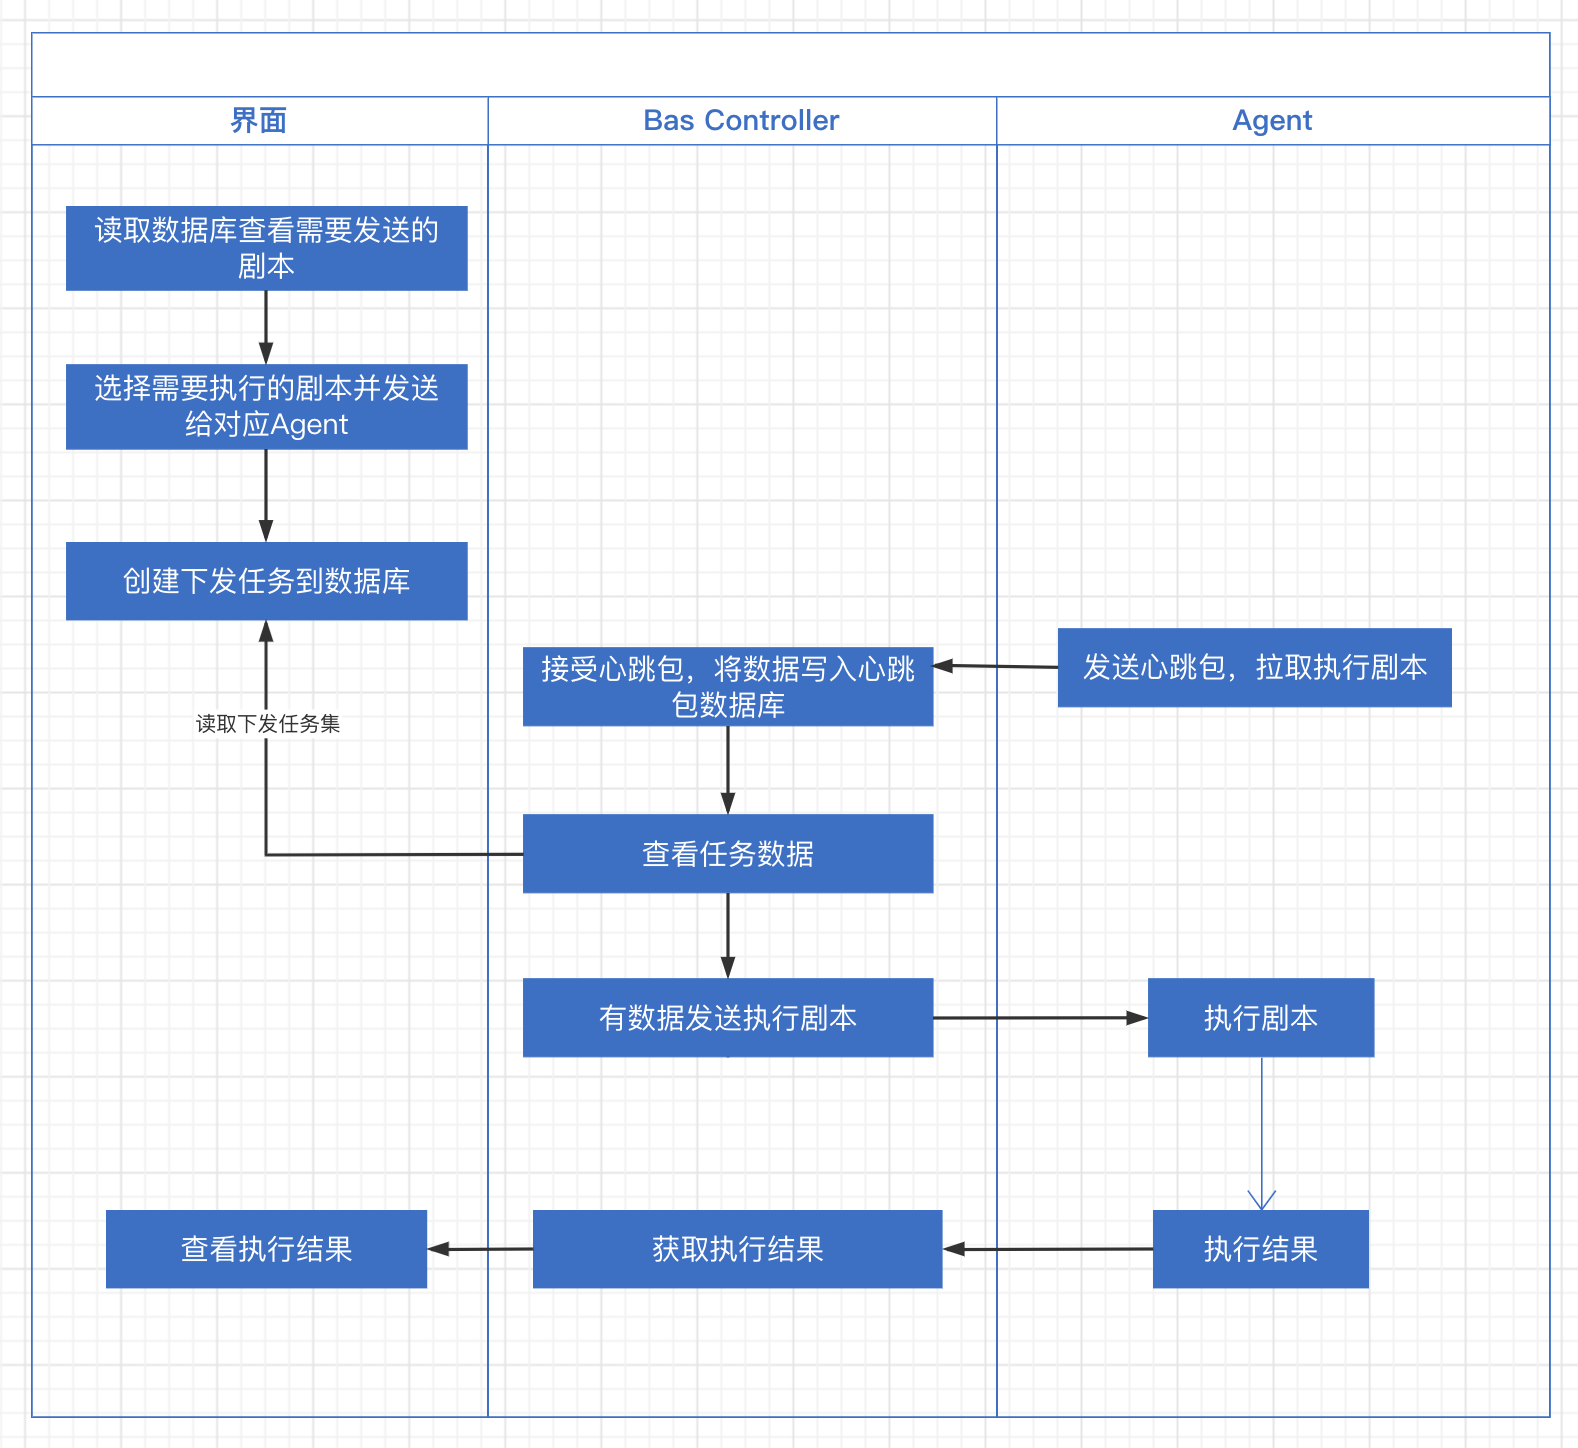 界面
Bas Controller
Agent
读取数据库查看需要发送的
剧本
选择需要执行的剧本并发送
给对应Agent
创建下发任务到数据库
接受心跳包，将数据写入心跳
包数据库
发送心跳包，拉取执行剧本
读取下发任务集
查看任务数据
有数据发送执行剧本
执行剧本
查看执行结果
获取执行结果
执行结果